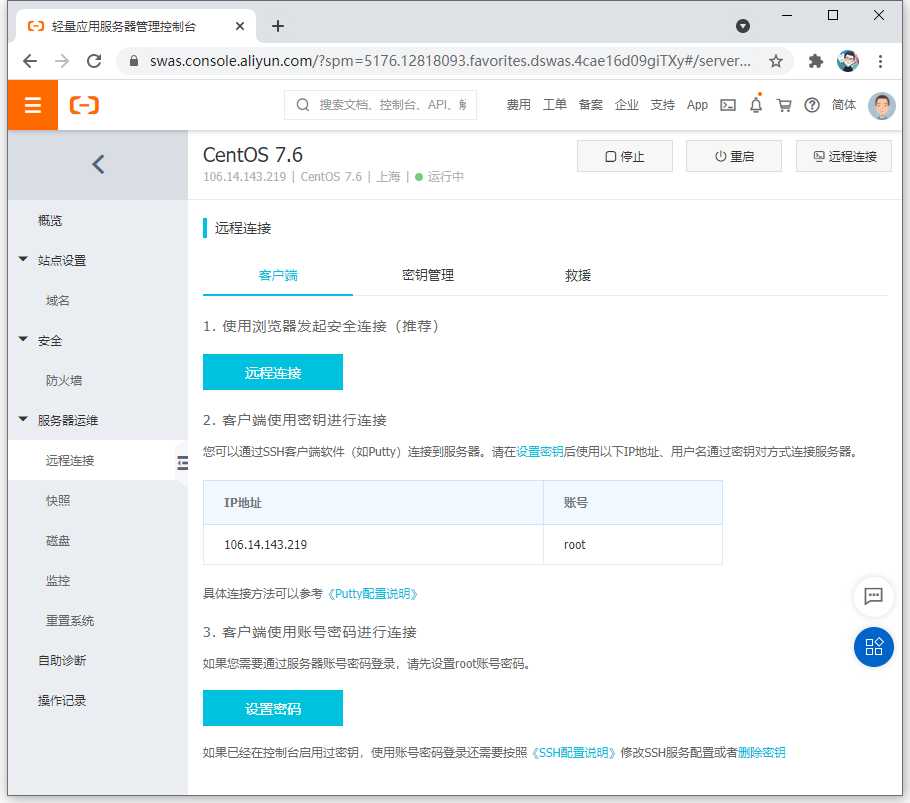 轻量应用服务器管理控制台
swas.console.aliyun.com/?spm=5176.12818093.favorites.dswas.4cae16d09giTXy#/server...
搜索文档、控制台、API、解
费用 工单 备案 企业 支持 App 简体
CentOS 7.6
停止 重启 远程连接
106.14.143.219 | CentOS 7.6 | 上海 | 运行中
概览
站点设置
域名
安全
防火墙
服务器运维
远程连接
快照
磁盘
监控
重置系统
自助诊断
操作记录
远程连接
客户端 密钥管理 救援
1. 使用浏览器发起安全连接（推荐）
远程连接
2. 客户端使用密钥进行连接
您可以通过SSH客户端软件（如Putty）连接到服务器。请在设置密钥后使用以下IP地址、用户名通过密钥对方式连接服务器。
IP地址 账号
106.14.143.219 root
具体连接方法可以参考《Putty配置说明》
3. 客户端使用账号密码进行连接
如果您需要通过服务器账号密码登录，请先设置root账号密码。
设置密码
如果已经在控制台启用过密钥，使用账号密码登录还需要按照《SSH配置说明》修改SSH服务配置或者删除密钥